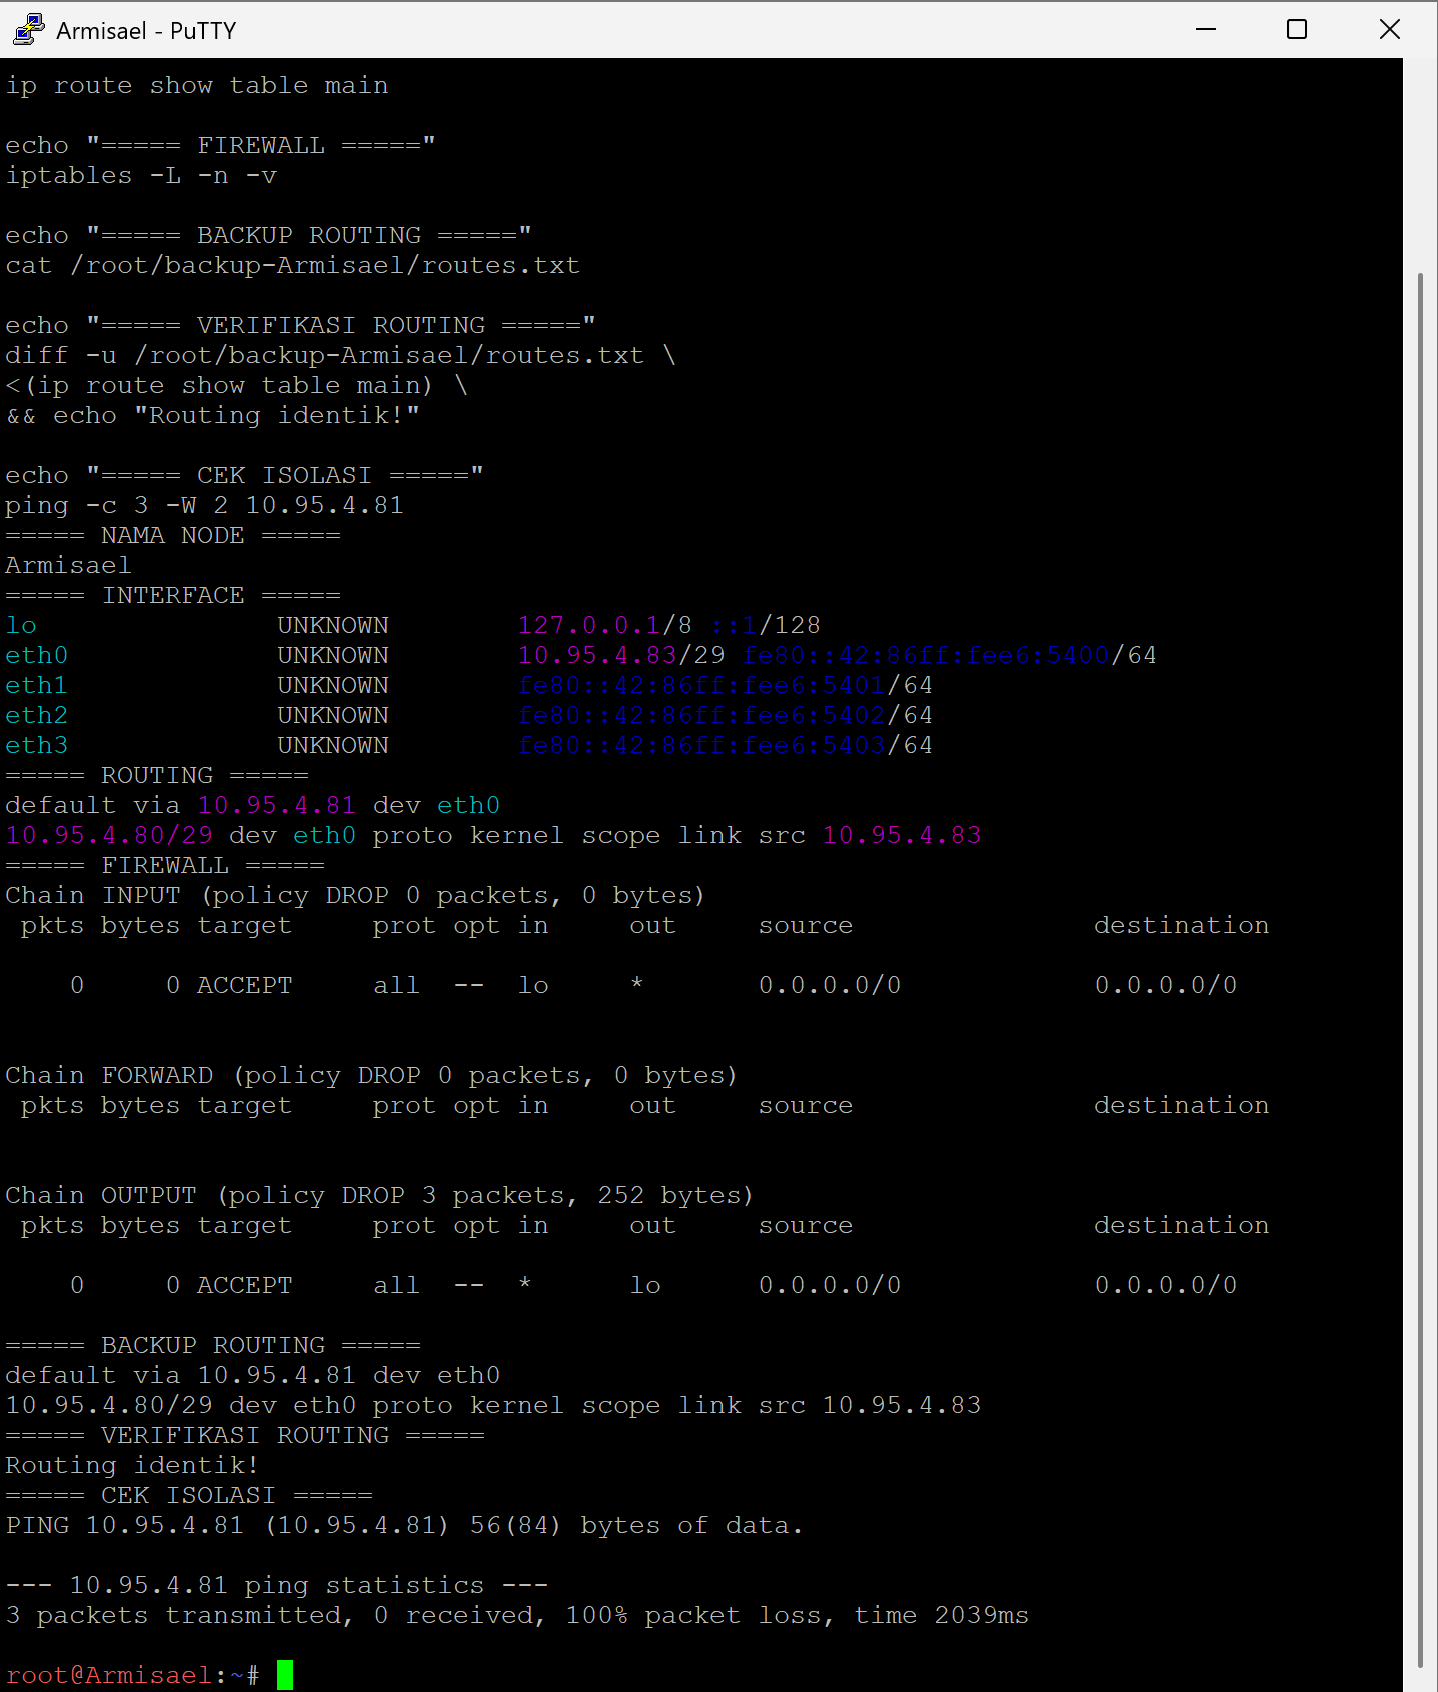 Armisael - PuTTY
ip route show table main
echo "===== FIREWALL ====="
iptables -L -n -v
echo "===== BACKUP ROUTING ====="
cat /root/backup-Armisael/routes.txt
echo "===== VERIFIKASI ROUTING ====="
diff -u /root/backup-Armisael/routes.txt \
<(ip route show table main) \
&& echo "Routing identik!"
echo "===== CEK ISOLASI ====="
ping -c 3 -W 2 10.95.4.81
===== NAMA NODE =====
Armisael
===== INTERFACE =====
lo UNKNOWN 127.0.0.1/8 ::1/128
eth0 UNKNOWN 10.95.4.83/29 fe80::42:86ff:fee6:5400/64
eth1 UNKNOWN fe80::42:86ff:fee6:5401/64
eth2 UNKNOWN fe80::42:86ff:fee6:5402/64
eth3 UNKNOWN fe80::42:86ff:fee6:5403/64
===== ROUTING =====
default via 10.95.4.81 dev eth0
10.95.4.80/29 dev eth0 proto kernel scope link src 10.95.4.83
===== FIREWALL =====
Chain INPUT (policy DROP 0 packets, 0 bytes)
pkts bytes target prot opt in out source destination
0 0 ACCEPT all -- lo * 0.0.0.0/0 0.0.0.0/0
Chain FORWARD (policy DROP 0 packets, 0 bytes)
pkts bytes target prot opt in out source destination
Chain OUTPUT (policy DROP 3 packets, 252 bytes)
pkts bytes target prot opt in out source destination
0 0 ACCEPT all -- * lo 0.0.0.0/0 0.0.0.0/0
===== BACKUP ROUTING =====
default via 10.95.4.81 dev eth0
10.95.4.80/29 dev eth0 proto kernel scope link src 10.95.4.83
===== VERIFIKASI ROUTING =====
Routing identik!
===== CEK ISOLASI =====
PING 10.95.4.81 (10.95.4.81) 56(84) bytes of data.
--- 10.95.4.81 ping statistics ---
3 packets transmitted, 0 received, 100% packet loss, time 2039ms
root@Armisael:~#